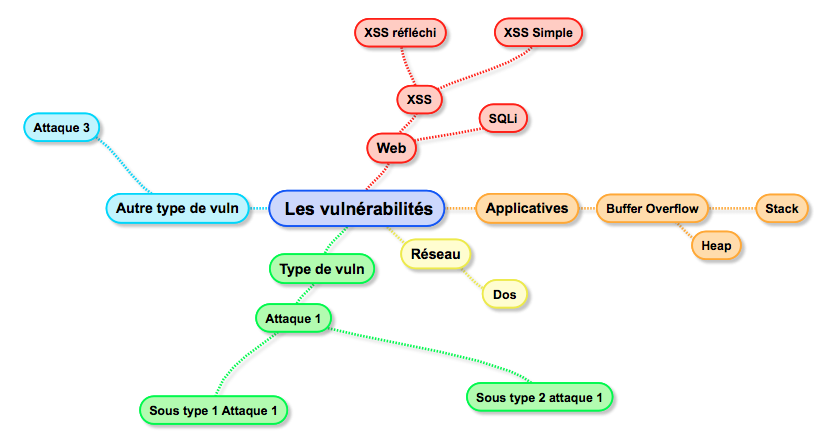 XSS réfléchi
XSS Simple
XSS
SQLi
Attaque 3
Web
Autre type de vuln
Les vulnérabilités
Applicatives
Buffer Overflow
Stack
Heap
Réseau
Type de vuln
Dos
Attaque 1
Sous type 1 Attaque 1
Sous type 2 attaque 1